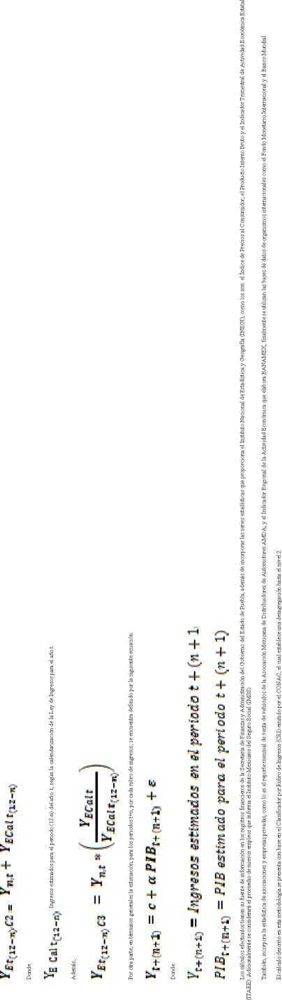 Y_{Et(12-n)}C2 = Y_{n,t} + Y_{ECalt(12-n)}
Donde
Y_{E Calt(12-n)} Ingresos estimados para el periodo (12-n) del año t, según la calendarización de la Ley de Ingresos para el año t.
Además,
Y_{Et(12-n)}C3 = Y_{n,t} * (Y_{ECalt} / Y_{ECalt(12-n)})
Por otra parte, en términos generales la estimación, para los periodos t+n, por cada rubro de ingresos, se encuentra definido por la siguiente ecuación:
Y_{t+(n+1)} = c + α PIB_{t+(n+1)} + ε
Donde
Y_{t+(n+1)} = Ingresos estimados en el periodo t + (n + 1)
PIB_{t+(n+1)} = PIB estimado para el periodo t + (n + 1)
Los cálculos efectuados tienen su fuente de información en los registros financieros de la Secretaría de Finanzas y Administración del Gobierno del Estado de Puebla, además de incorporar las series estadísticas que proporciona el Instituto Nacional de Estadística y Geografía (INEGI), como los son: el Índice de Precios al Consumidor, el Producto Interno Bruto y el Indicador Trimestral de Actividad Económica Estatal
(ITAEE). Adicionalmente se considerará el promedio de nuevos empleos que informa el Instituto Mexicano del Seguro Social (IMSS).
También, incorpora la estadística de asociaciones y empresas privadas, como lo es el reporte mensual de venta de vehículos de la Asociación Mexicana de Distribuidores de Automotores AMDA, y el Indicador Regional de la Actividad Económica que elabora BANAMEX, finalmente se utilizan las bases de datos de organismos internacionales como el Fondo Monetario Internacional y el Banco Mundial.
El cálculo descrito en esta metodología se presenta con base en el Clasificador por Rubro de Ingresos (CRI) emitido por el CONAC, el cual establece una desagregación hasta el nivel 2.